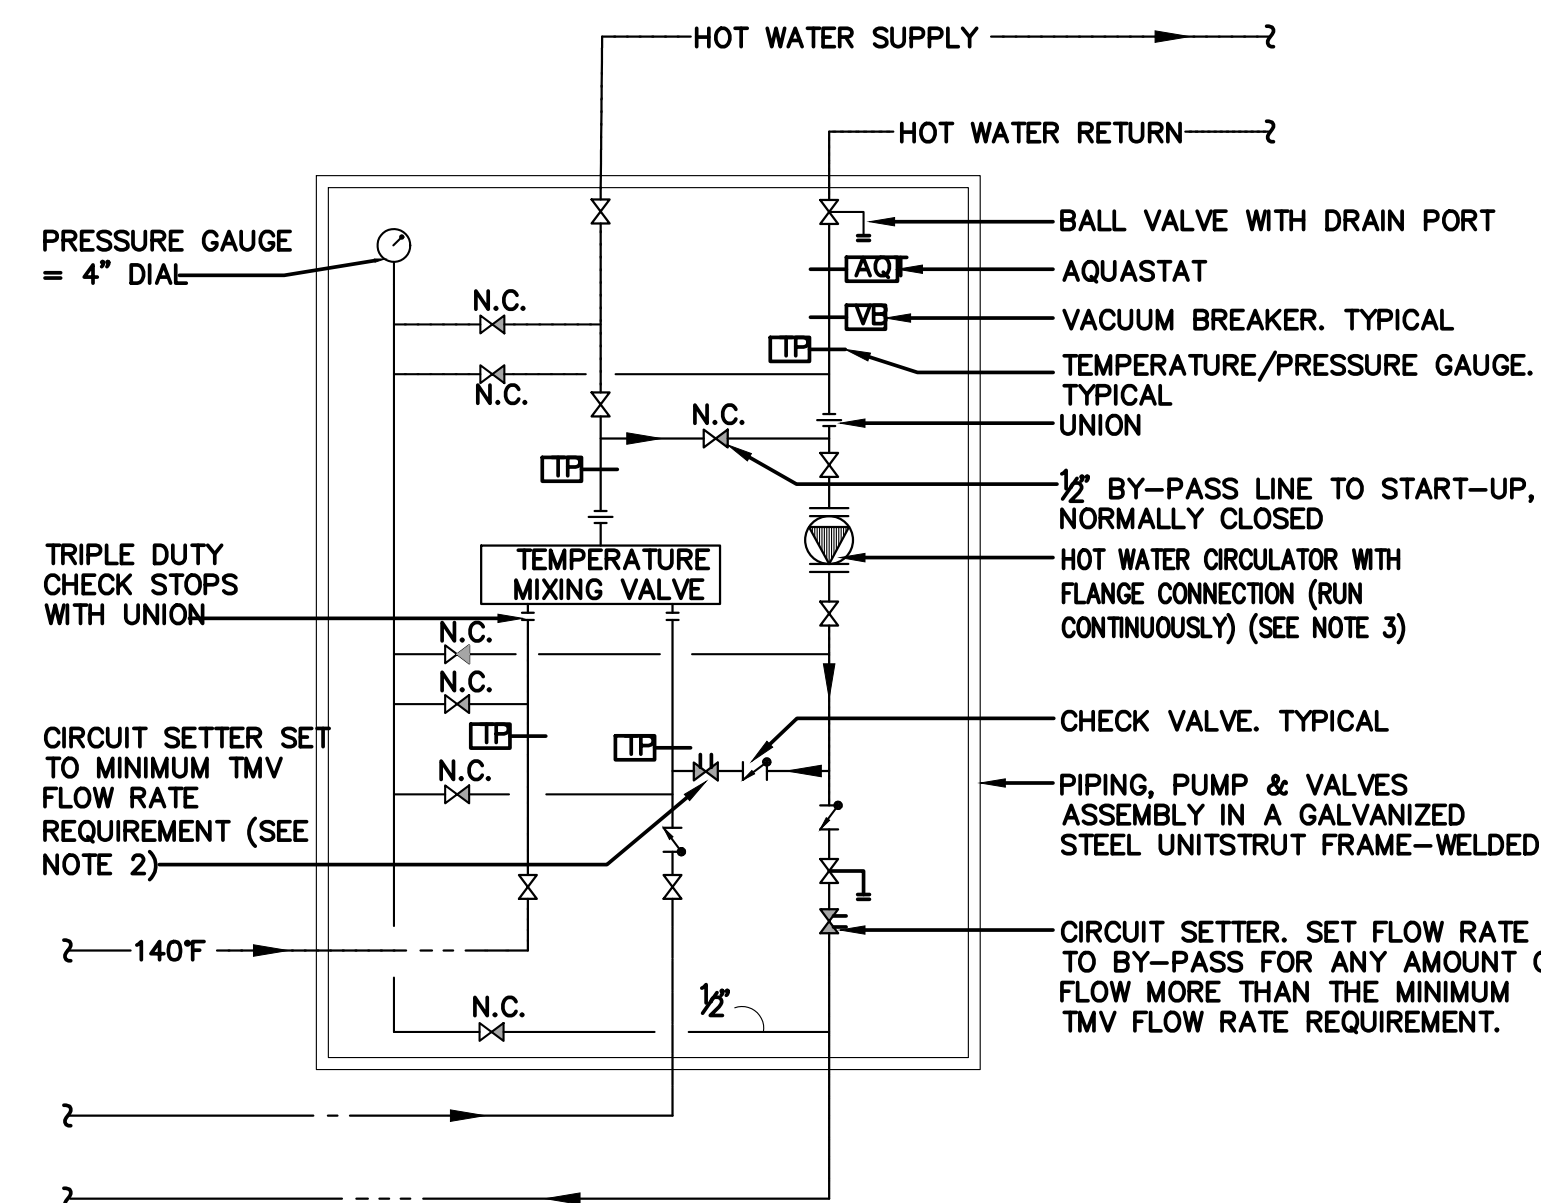 HOT WATER SUPPLY
HOT WATER RETURN
PRESSURE GAUGE
= 4” DIAL
N.C.
N.C.
BALL VALVE WITH DRAIN PORT
AQ
AQUASTAT
VB
VACUUM BREAKER. TYPICAL
TP
TEMPERATURE/PRESSURE GAUGE.
TYPICAL
UNION
N.C.
TP
½” BY-PASS LINE TO START-UP,
NORMALLY CLOSED
TRIPLE DUTY
CHECK STOPS
WITH UNION
TEMPERATURE
MIXING VALVE
HOT WATER CIRCULATOR WITH
FLANGE CONNECTION (RUN
CONTINUOUSLY) (SEE NOTE 3)
N.C.
N.C.
TP
TP
N.C.
CIRCUIT SETTER SET
TO MINIMUM TMV
FLOW RATE
REQUIREMENT (SEE
NOTE 2)
CHECK VALVE. TYPICAL
PIPING, PUMP & VALVES
ASSEMBLY IN A GALVANIZED
STEEL UNITSTRUT FRAME-WELDED
140°F
CIRCUIT SETTER. SET FLOW RATE
TO BY-PASS FOR ANY AMOUNT
FLOW MORE THAN THE MINIMUM
TMV FLOW RATE REQUIREMENT.
N.C.
½”